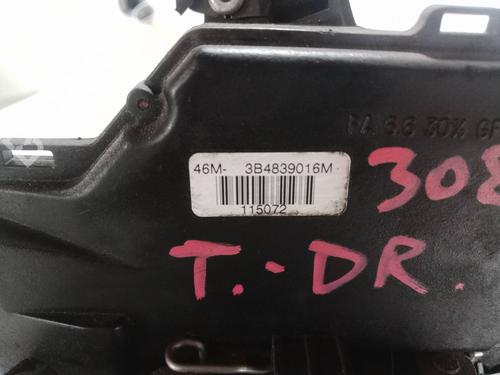 PA 6.6 30% GF
46M- 3B4839016M
115072
308
T.-DR.